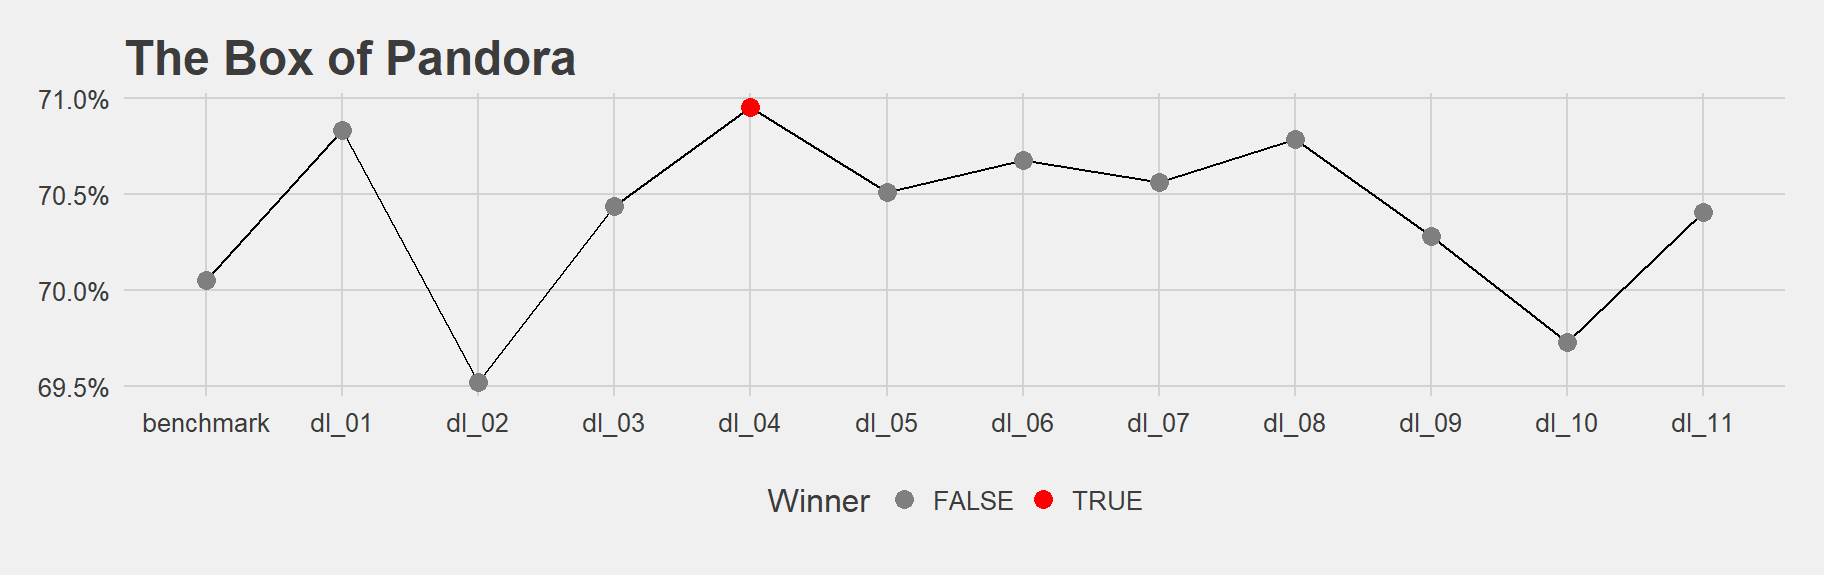 The Box of Pandora
71.0%
70.5%
70.0%
69.5%
benchmark dl_01 dl_02 dl_03 dl_04 dl_05 dl_06 dl_07 dl_08 dl_09 dl_10 dl_11
Winner FALSE TRUE